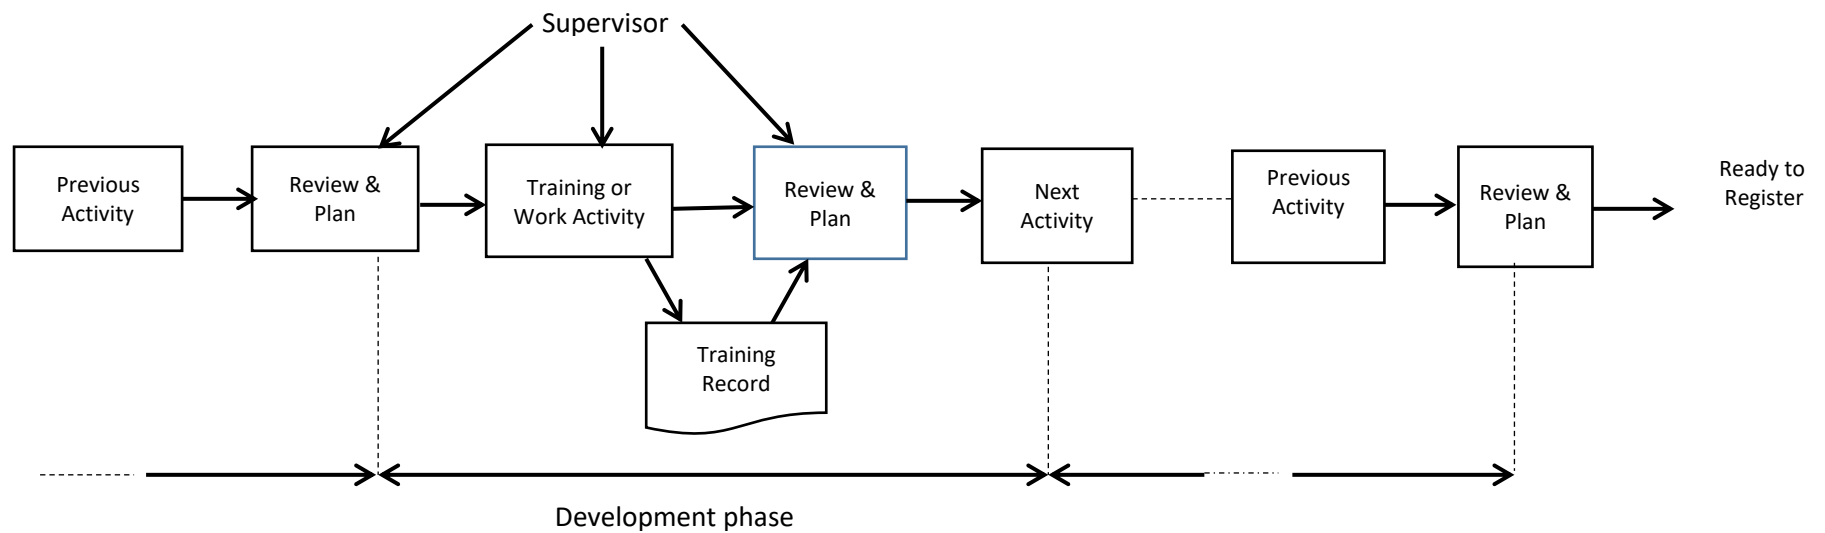 Supervisor
Previous
Activity
Review &
Plan
Training or
Work Activity
Review &
Plan
Next
Activity
Previous
Activity
Review &
Plan
Ready to
Register
Training
Record
Development phase